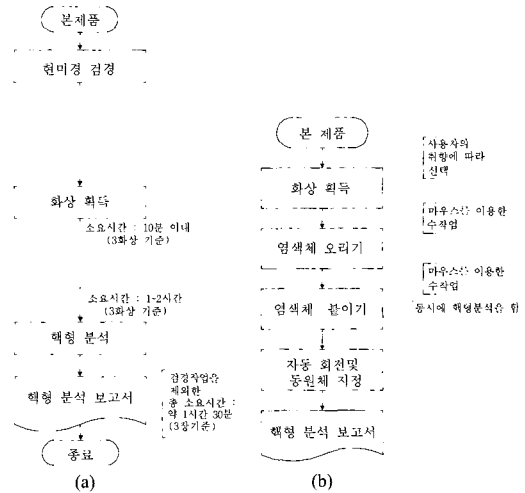 본제품
현미경 검경
화상 획득
소요시간 : 10분 이내
(3화상 기준)
소요시간 : 1-2시간
(3화상 기준)
핵형 분석
핵형 분석 보고서
검경작업을
제외한
총 소요시간 :
약 1시간 30분
(3장기준)
종료
(a)
본 제품
사용자의
취향에 따라
선택
화상 획득
마우스를 이용한
수작업
염색체 오리기
마우스를 이용한
수작업
동시에 핵형분석을 함
염색체 붙이기
자동 회전및
동원체 지정
핵형 분석 보고서
(b)